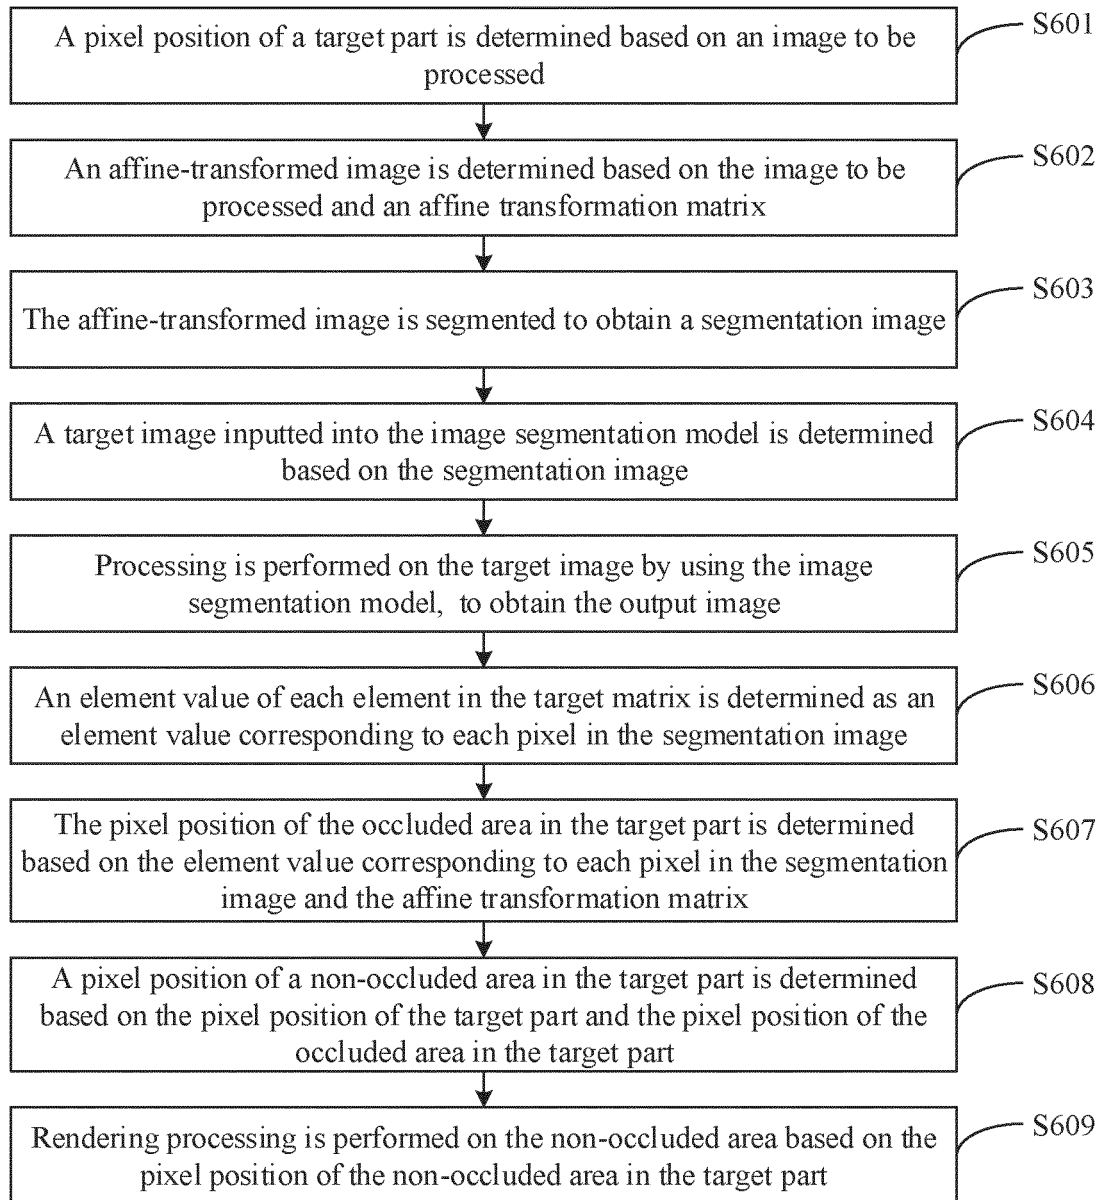 A pixel position of a target part is determined based on an image to be
processed
S601
An affine-transformed image is determined based on the image to be
processed and an affine transformation matrix
S602
The affine-transformed image is segmented to obtain a segmentation image
S603
A target image inputted into the image segmentation model is determined
based on the segmentation image
S604
Processing is performed on the target image by using the image
segmentation model, to obtain the output image
S605
An element value of each element in the target matrix is determined as an
element value corresponding to each pixel in the segmentation image
S606
The pixel position of the occluded area in the target part is determined
based on the element value corresponding to each pixel in the segmentation
image and the affine transformation matrix
S607
A pixel position of a non-occluded area in the target part is determined
based on the pixel position of the target part and the pixel position of the
occluded area in the target part
S608
Rendering processing is performed on the non-occluded area based on the
pixel position of the non-occluded area in the target part
S609